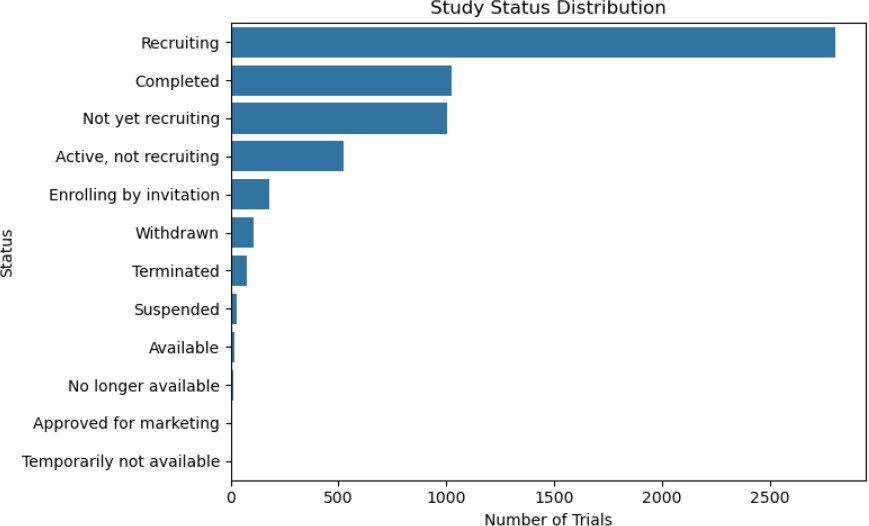 Study Status Distribution
Recruiting
Completed
Not yet recruiting
Active, not recruiting
Enrolling by invitation
Withdrawn
Terminated
Suspended
Available
No longer available
Approved for marketing
Temporarily not available
Status
0 500 1000 1500 2000 2500
Number of Trials